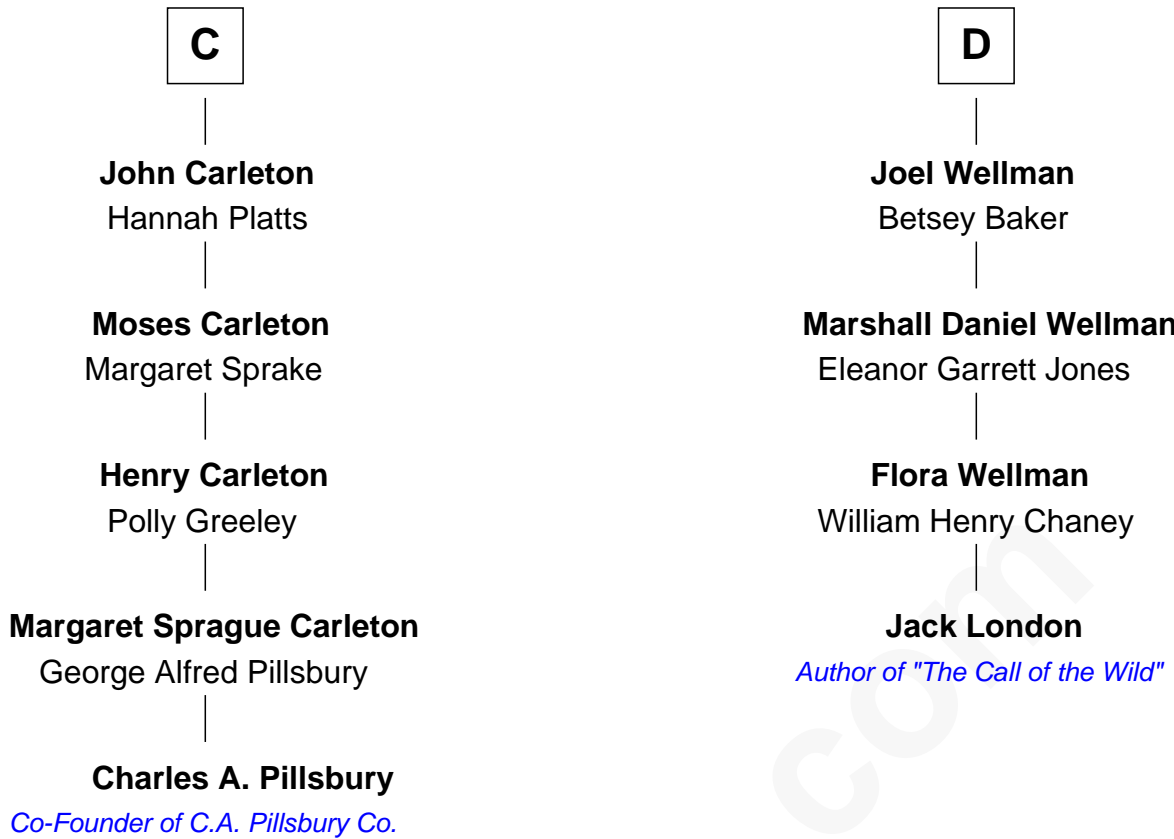 C
John Carleton
Hannah Platts
Moses Carleton
Margaret Sprake
Henry Carleton
Polly Greeley
Margaret Sprague Carleton
George Alfred Pillsbury
Charles A. Pillsbury
Co-Founder of C.A. Pillsbury Co.
D
Joel Wellman
Betsey Baker
Marshall Daniel Wellman
Eleanor Garrett Jones
Flora Wellman
William Henry Chaney
Jack London
Author of "The Call of the Wild"
com